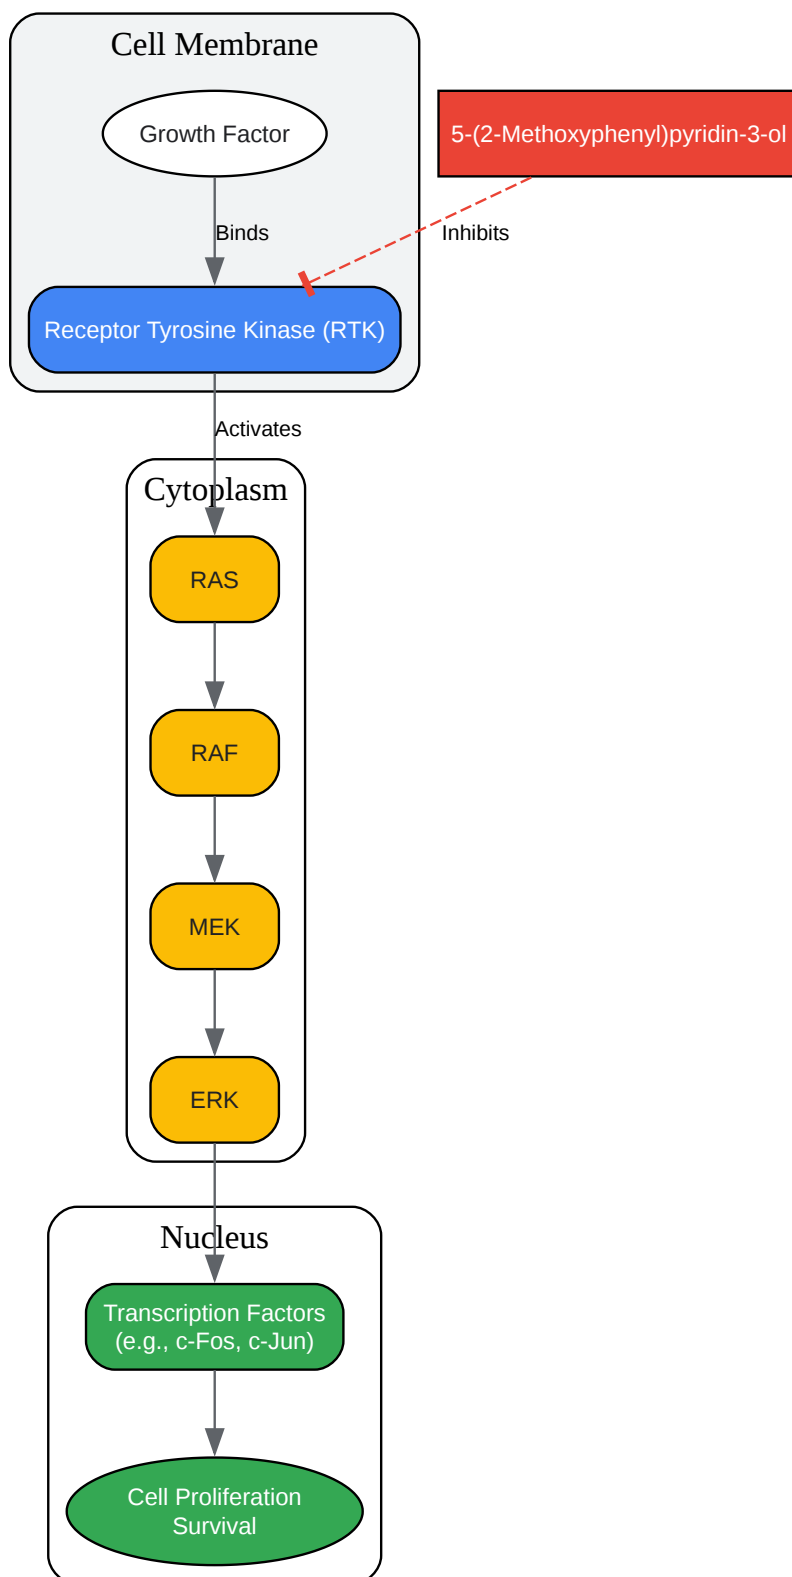 Cell Membrane
Growth Factor
5-(2-Methoxyphenyl)pyridin-3-ol
Binds
Inhibits
Receptor Tyrosine Kinase (RTK)
Activates
Cytoplasm
RAS
RAF
MEK
ERK
Nucleus
Transcription Factors
(e.g., c-Fos, c-Jun)
Cell Proliferation
Survival